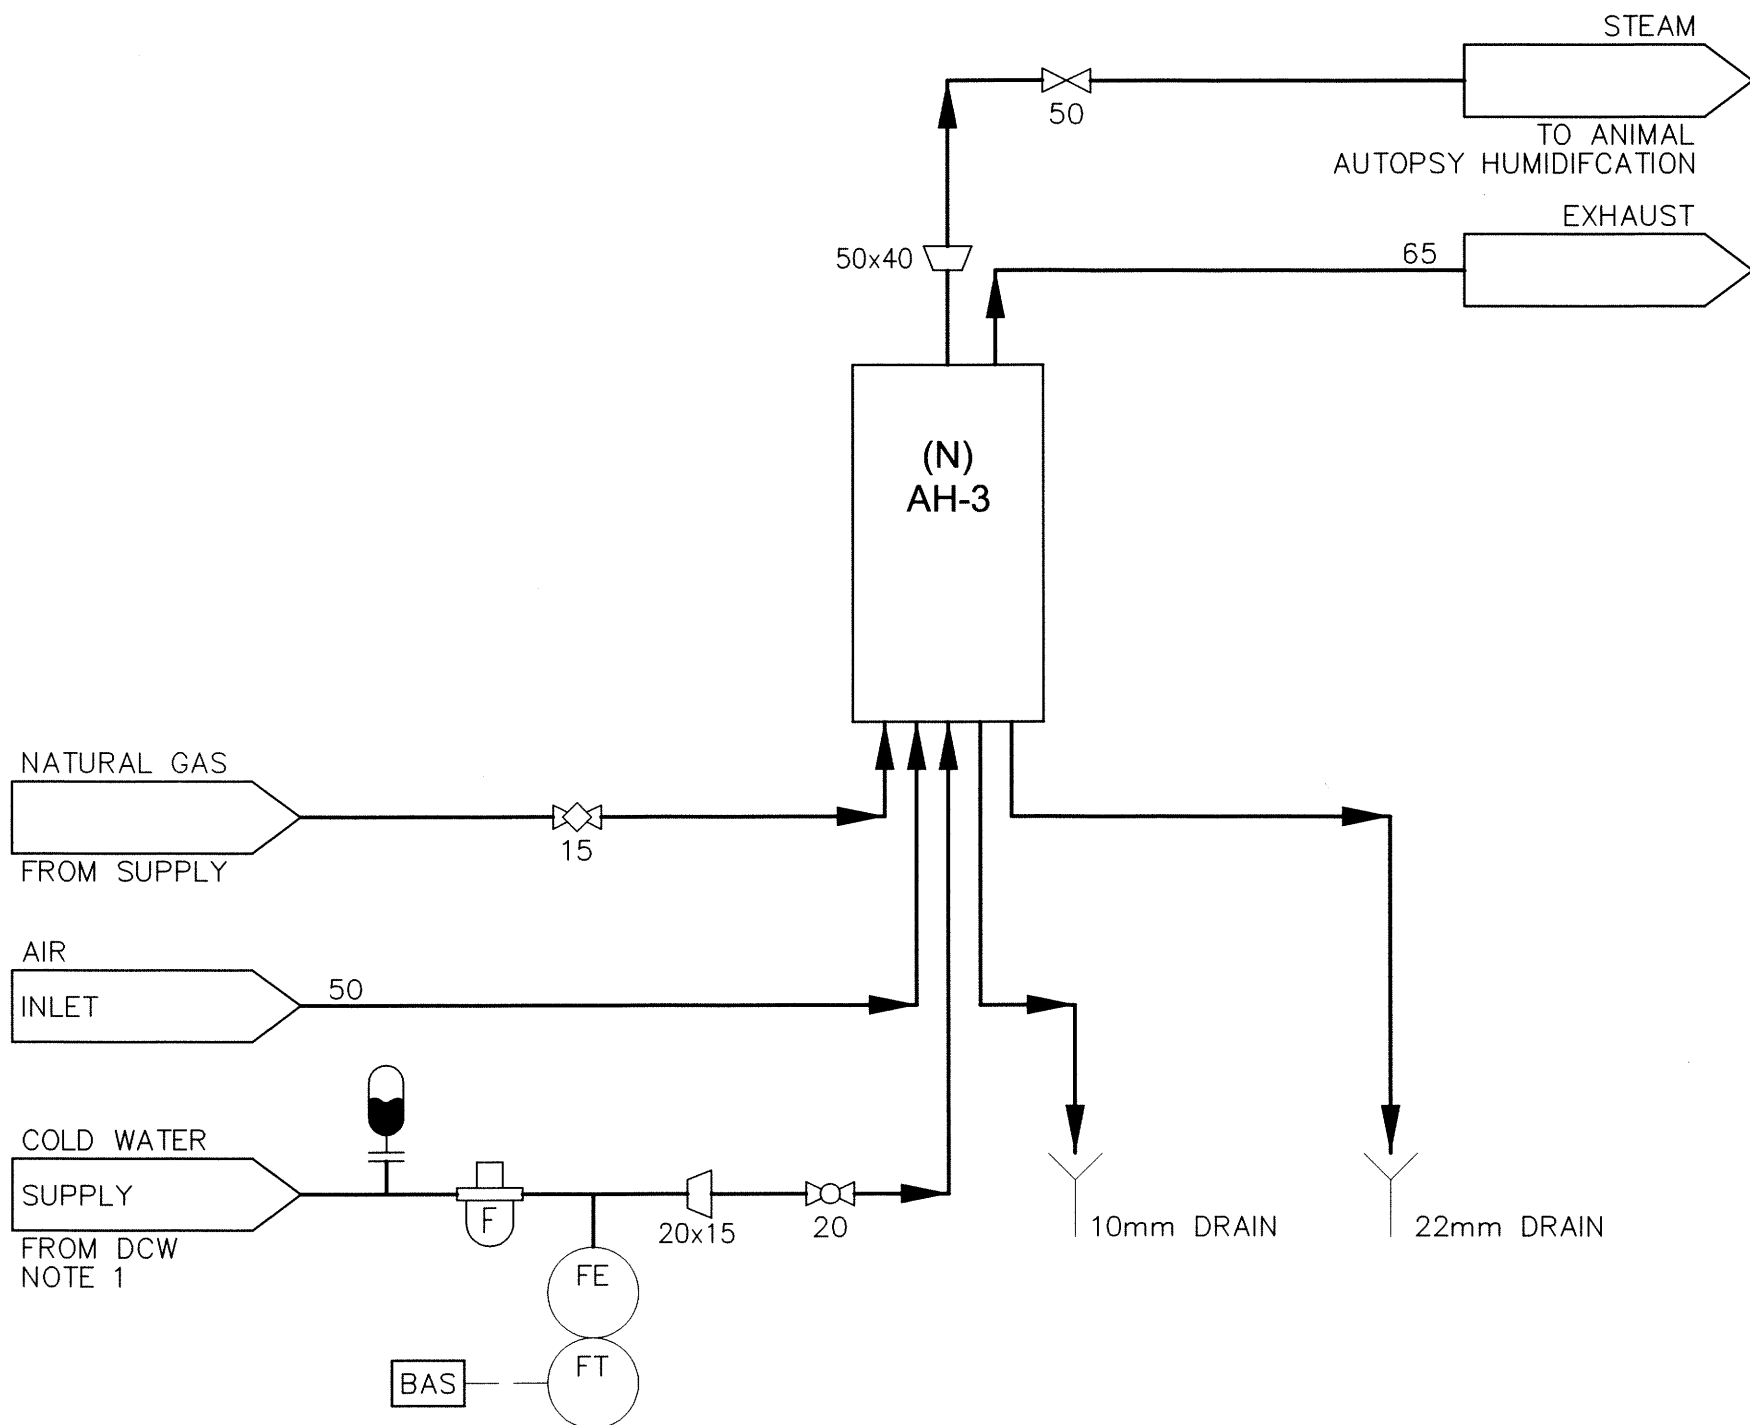 STEAM
50
TO ANIMAL
AUTOPSY HUMIDIFCATION
EXHAUST
50x40
65
(N)
AH-3
NATURAL GAS
15
FROM SUPPLY
AIR
INLET
50
COLD WATER
SUPPLY
F
20x15
20
10mm DRAIN
22mm DRAIN
FROM DCW
NOTE 1
FE
FT
BAS